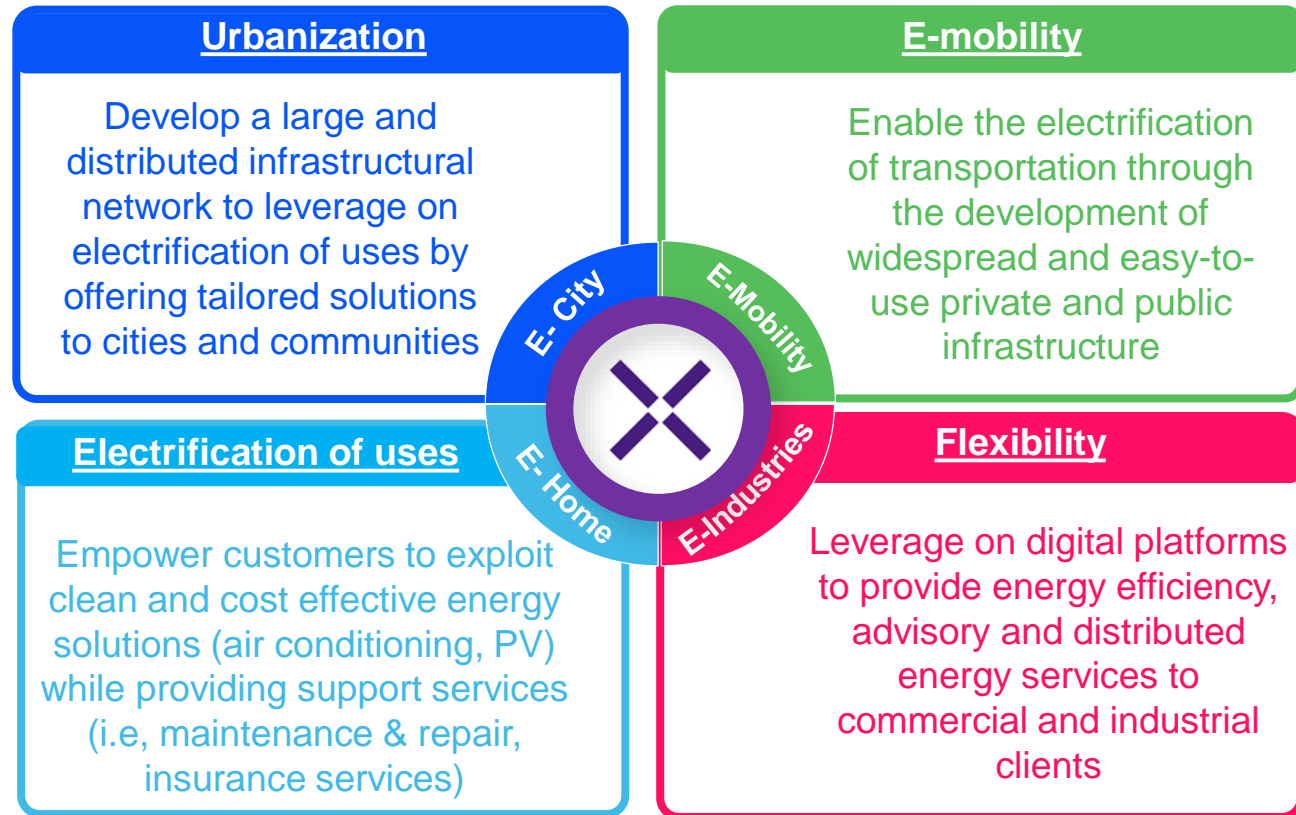 Urbanization
Develop a large and
distributed infrastructural
network to leverage on
electrification of uses by
offering tailored solutions
to cities and communities
E-mobility
Enable the electrification
of transportation through
the development of
widespread and easy-to-
use private and public
infrastructure
E- City
E-Mobility
E- Home
E-Industries
Electrification of uses
Empower customers to exploit
clean and cost effective energy
solutions (air conditioning, PV)
while providing support services
(i.e, maintenance & repair,
insurance services)
Flexibility
Leverage on digital platforms
to provide energy efficiency,
advisory and distributed
energy services to
commercial and industrial
clients